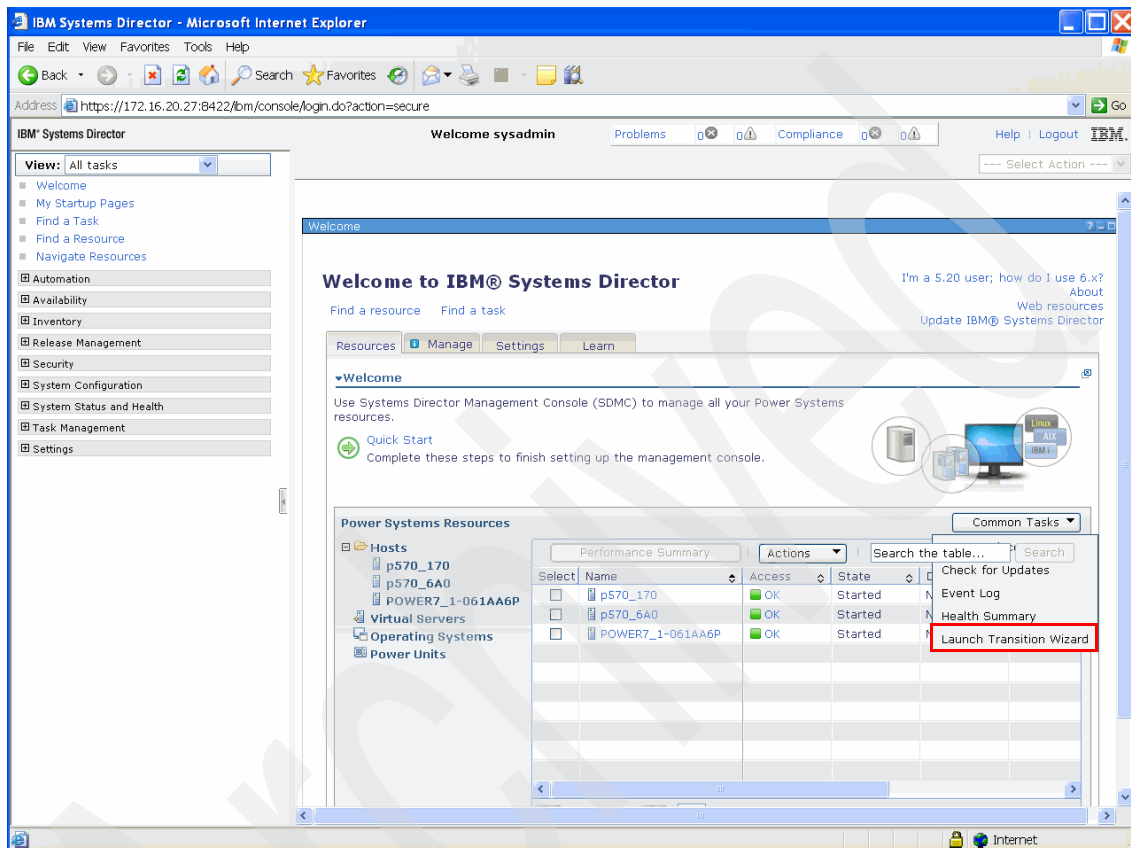 IBM Systems Director - Microsoft Internet Explorer
File Edit View Favorites Tools Help
Back Search Favorites
Address https://172.16.20.27:8422/ibm/console/login.do?action=secure Go
IBM® Systems Director Welcome sysadmin Problems 0 0 Compliance 0 0 Help Logout IBM.
View: All tasks --- Select Action ---
Welcome
My Startup Pages
Find a Task
Find a Resource
Navigate Resources
Automation
Availability
Inventory
Release Management
Security
System Configuration
System Status and Health
Task Management
Settings
Welcome
Welcome to IBM® Systems Director
I'm a 5.20 user; how do I use 6.x?
About
Web resources
Update IBM® Systems Director
Find a resource Find a task
Resources Manage Settings Learn
Welcome
Use Systems Director Management Console (SDMC) to manage all your Power Systems
resources.
Quick Start
Complete these steps to finish setting up the management console.
Linux
AIX
IBM i
Power Systems Resources Common Tasks
Hosts
p570_170
p570_6A0
POWER7_1-061AA6P
Virtual Servers
Operating Systems
Power Units
Performance Summary Actions Search the table... Search
Select Name Access State
p570_170 OK Started N
p570_6A0 OK Started N
POWER7_1-061AA6P OK Started N
Check for Updates
Event Log
Health Summary
Launch Transition Wizard
Internet
Archived